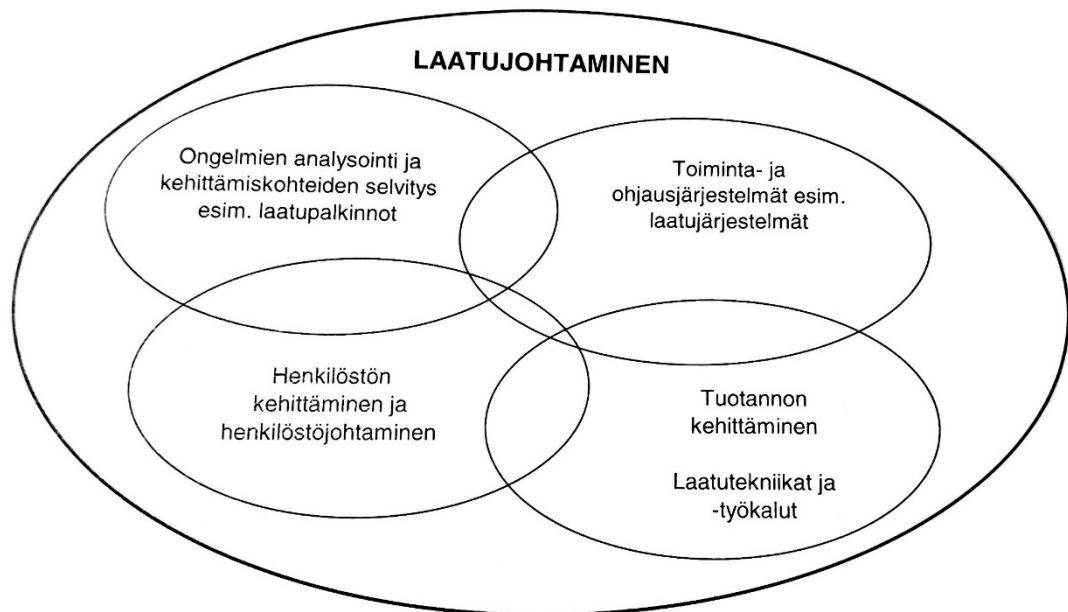 LAATUJOHTAMINEN
Ongelmien analysointi ja
kehittämiskohteiden selvitys
esim. laatupalkinnot
Toiminta- ja
ohjausjärjestelmät esim.
laatujärjestelmät
Henkilöstön
kehittäminen ja
henkilöstöjohtaminen
Tuotannon
kehittäminen
Laatutekniikat ja
-työkalut